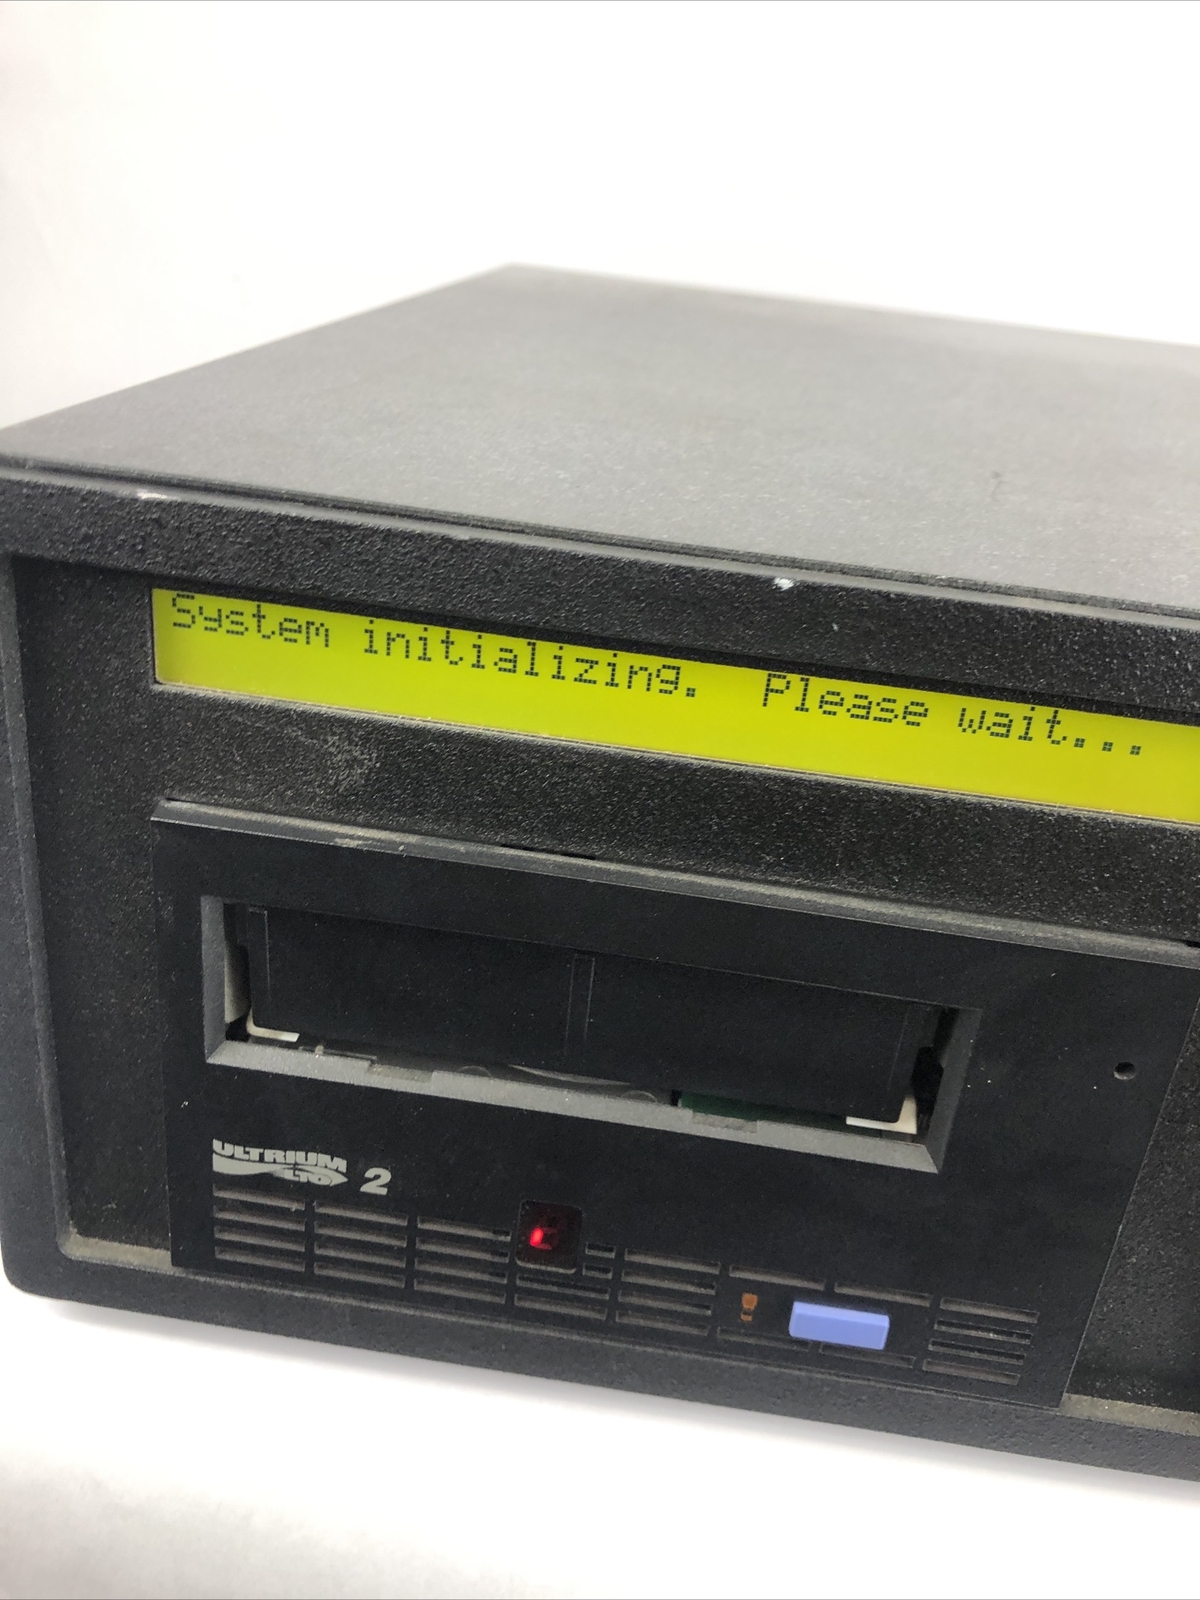 System initializing.  Please wait...
ULTRIUM
LTO 2